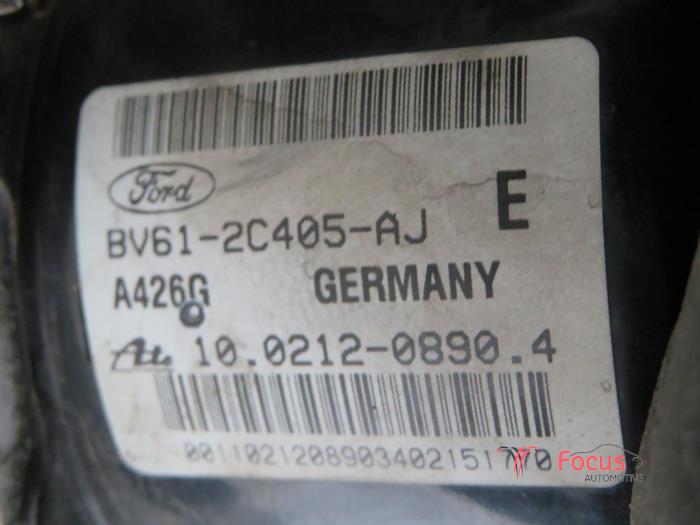 Ford
E
BV61-2C405-AJ
A426G GERMANY
Ate 10.0212-0890.4
Focus
AUTOMOTIVE